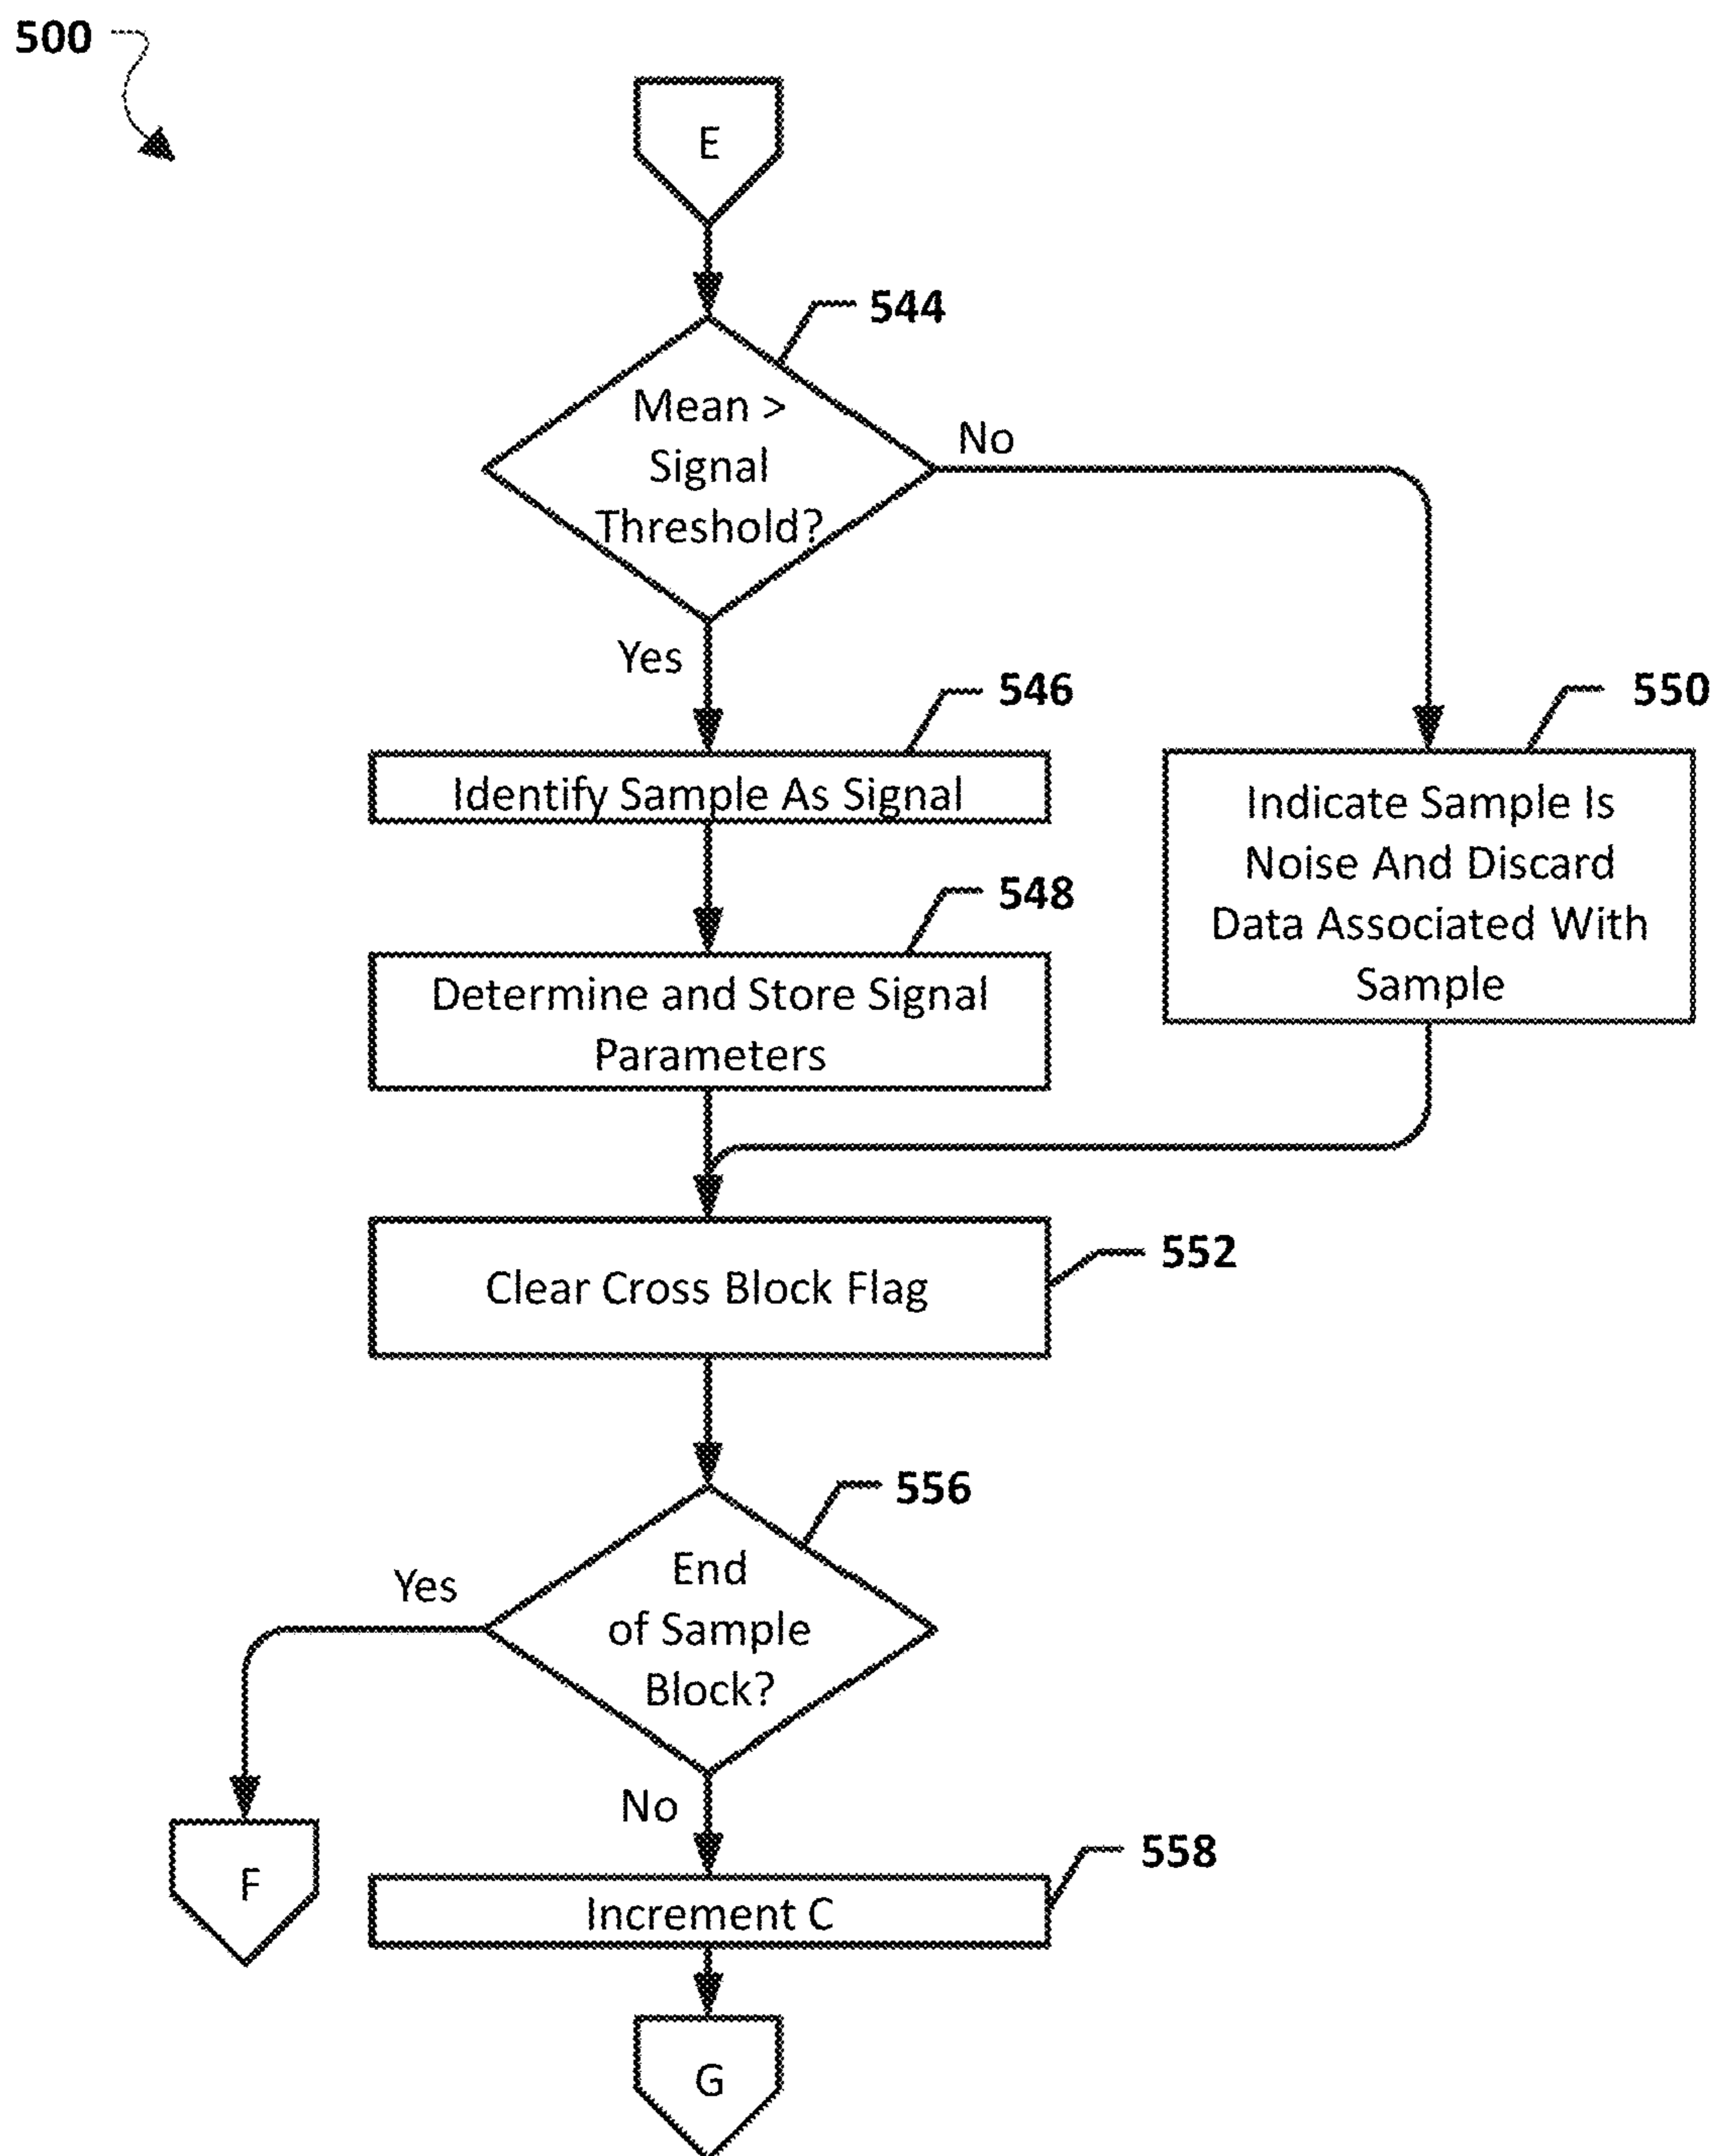 500
E
544
Mean >
Signal
Threshold?
No
Yes
546
Identify Sample As Signal
550
Indicate Sample Is
Noise And Discard
Data Associated With
Sample
548
Determine and Store Signal
Parameters
552
Clear Cross Block Flag
556
End
of Sample
Block?
Yes
No
F
558
Increment C
G